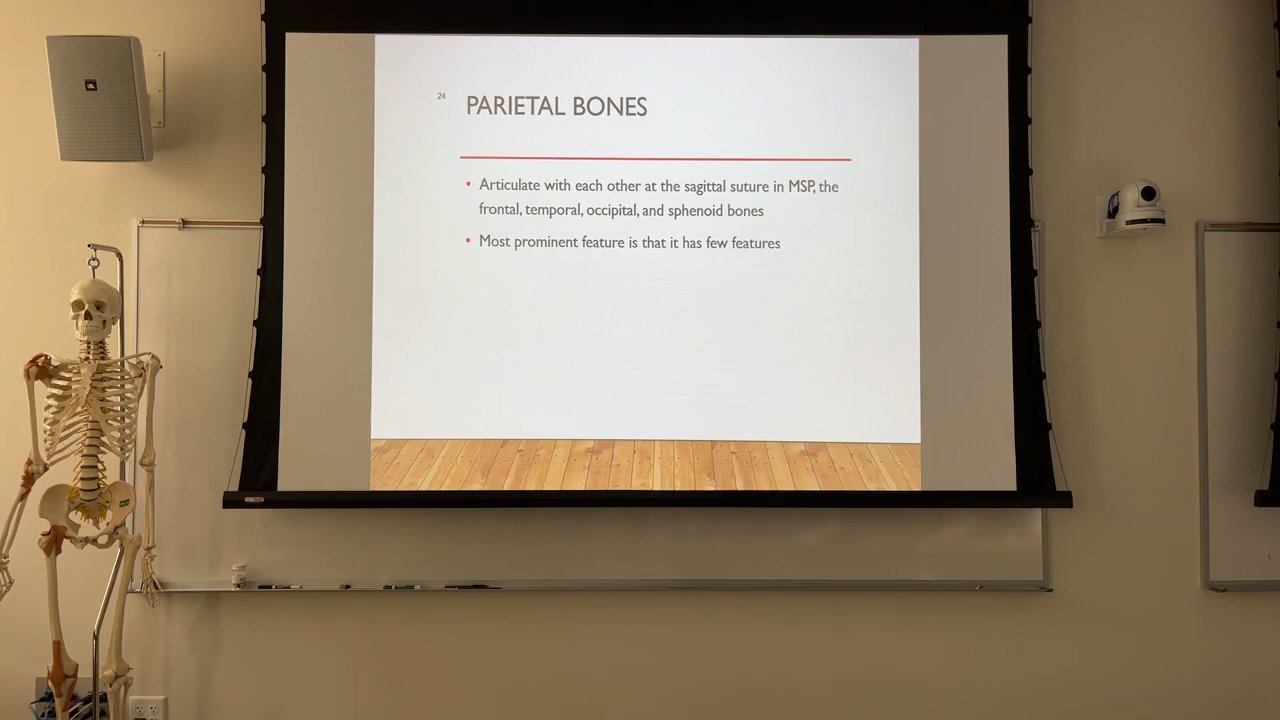 JBL
24
PARIETAL BONES
• Articulate with each other at the sagittal suture in MSP, the
frontal, temporal, occipital, and sphenoid bones
• Most prominent feature is that it has few features